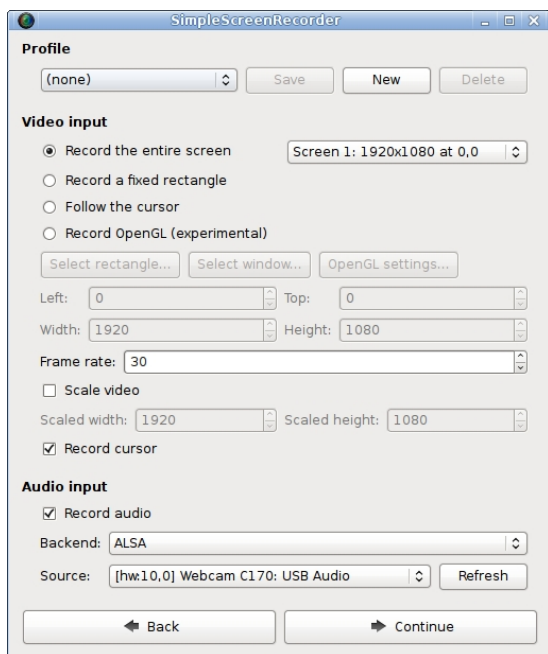 SimpleScreenRecorder
Profile
(none) Save New Delete
Video input
Record the entire screen Screen 1: 1920x1080 at 0,0
Record a fixed rectangle
Follow the cursor
Record OpenGL (experimental)
Select rectangle... Select window... OpenGL settings...
Left: 0 Top: 0
Width: 1920 Height: 1080
Frame rate: 30
Scale video
Scaled width: 1920 Scaled height: 1080
Record cursor
Audio input
Record audio
Backend: ALSA
Source: [hw:10,0] Webcam C170: USB Audio Refresh
Back Continue